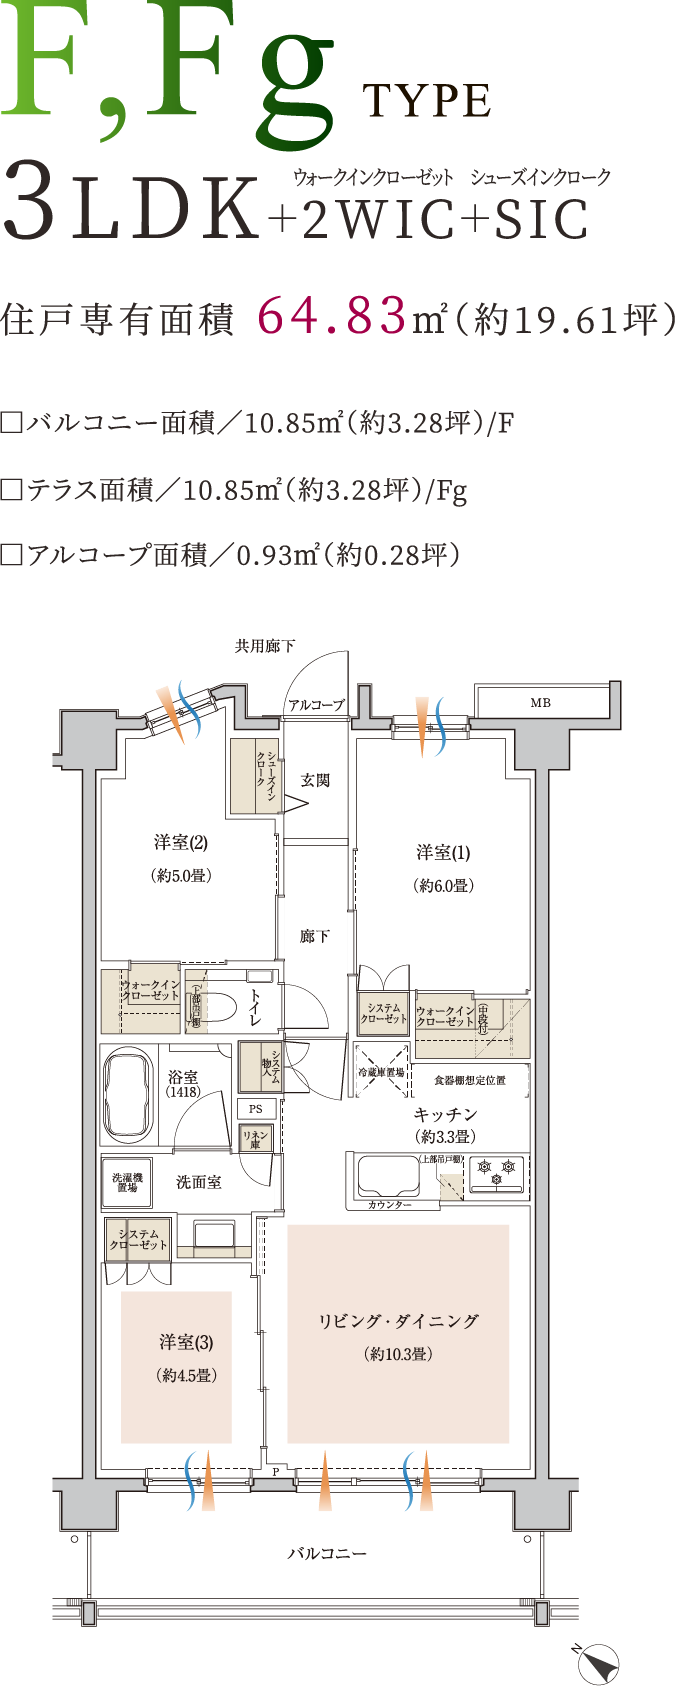 F,Fg TYPE
ウォークインクローゼット シューズインクローク
3LDK+2WIC+SIC
住戸専有面積 64.83㎡(約19.61坪)
□バルコニー面積／10.85㎡(約3.28坪)/F
□テラス面積／10.85㎡(約3.28坪)/Fg
□アルコープ面積／0.93㎡(約0.28坪)
共用廊下
アルコープ
MB
シューズイン
クローク
玄関
洋室(2)
(約5.0畳)
洋室(1)
(約6.0畳)
廊下
ウォークイン
クローゼット
(上部吊戸棚)
トイレ
システム
クローゼット
ウォークイン
クローゼット
(中段付)
浴室
(1418)
システム
物入
冷蔵庫置場
食器棚想定位置
PS
キッチン
(約3.3畳)
リネン
庫
(上部吊戸棚)
洗濯機
置場
洗面室
カウンター
システム
クローゼット
洋室(3)
(約4.5畳)
リビング・ダイニング
(約10.3畳)
P
バルコニー
N